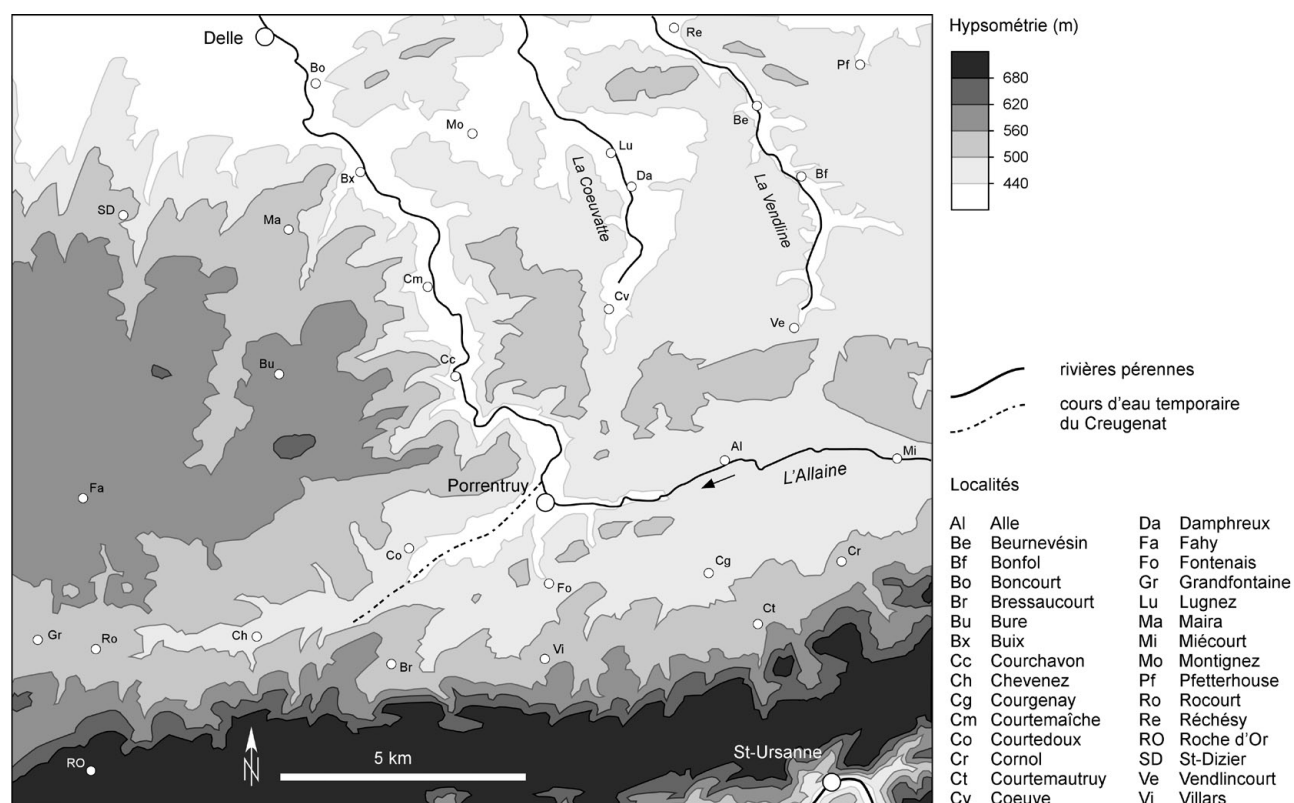 Delle
Bo
Re
Pf
Mo
Be
Lu
Bx
La Coeuvatte
Da
La Vendline
Bf
SD
Ma
Cm
Cv
Ve
Bu
Cc
Fa
Al
Mi
L'Allaine
Porrentruy
Co
Cg
Cr
Fo
Ct
Gr
Ro
Ch
Br
Vi
RO
N
5 km
St-Ursanne
Hypsométrie (m)
680
620
560
500
440
rivières pérennes
cours d'eau temporaire
du Creugenat
Localités
Al Alle
Be Beurnevésin
Bf Bonfol
Bo Boncourt
Br Bressaucourt
Bu Bure
Bx Buix
Cc Courchavon
Ch Chevenez
Cg Courgenay
Cm Courtemaîche
Co Courtedoux
Cr Cornol
Ct Courtemautruy
Cv Coeuve
Da Damphreux
Fa Fahy
Fo Fontenais
Gr Grandfontaine
Lu Lugnez
Ma Maira
Mi Miécourt
Mo Montignez
Pf Pfetterhouse
Ro Rocourt
Re Réchésy
RO Roche d'Or
SD St-Dizier
Ve Vendlincourt
Vi Villars